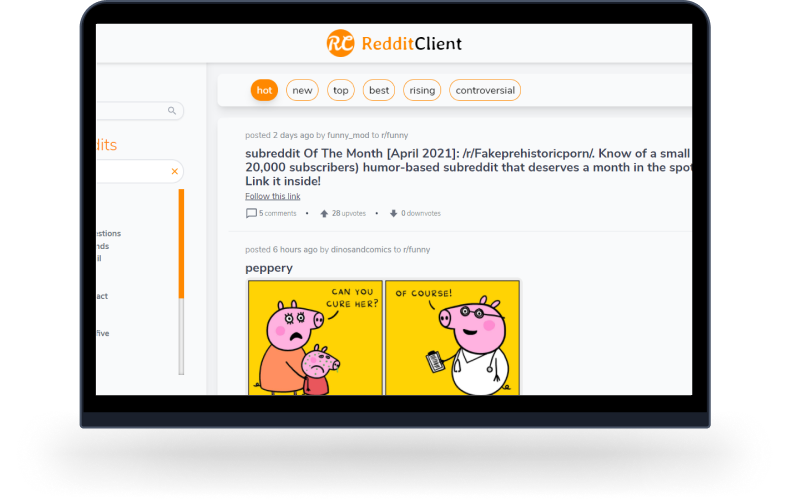 RC RedditClient
hot new top best rising controversial
dits
×
estions
nds
il
act
five
posted 2 days ago by funny_mod to r/funny
subreddit Of The Month [April 2021]: /r/Fakeprehistoricporn/. Know of a small
20,000 subscribers) humor-based subreddit that deserves a month in the spot
Link it inside!
Follow this link
5 comments • 28 upvotes • 0 downvotes
posted 6 hours ago by dinosandcomics to r/funny
peppery
CAN YOU
CURE HER?
OF COURSE!